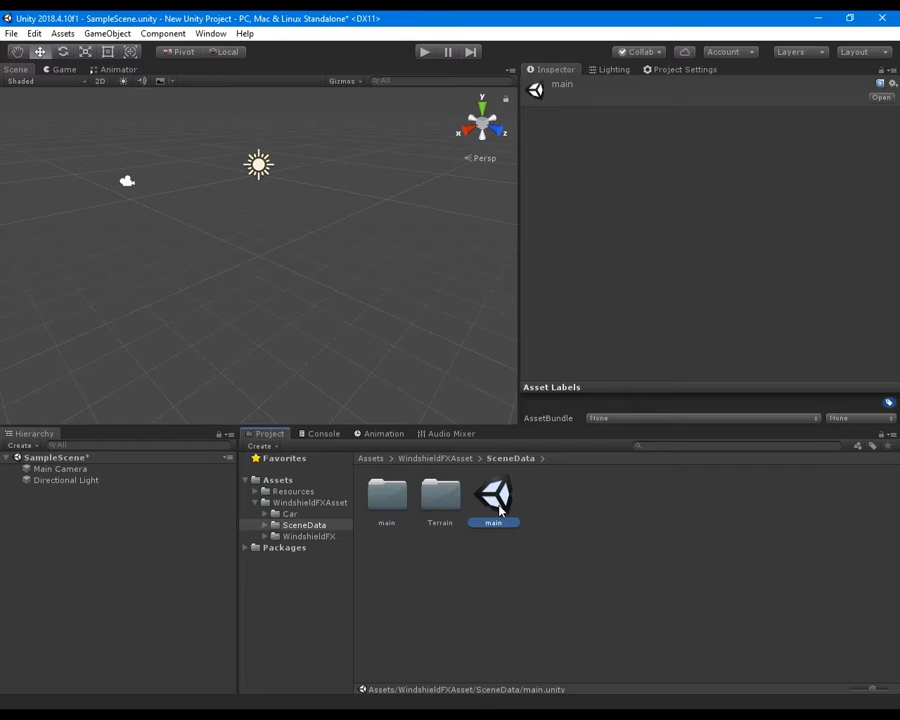 Unity 2018.4.10f1 - SampleScene.unity - New Unity Project - PC, Mac & Linux Standalone* <DX11>
File Edit Assets GameObject Component Window Help
Pivot Local Collab Account Layers Layout
Scene Game Animator
Shaded 2D Gizmos All
y
x z
Persp
Inspector Lighting Project Settings
main
Open
Asset Labels
AssetBundle None None
Hierarchy
Create All
SampleScene*
Main Camera
Directional Light
Project Console Animation Audio Mixer
Create
Favorites
Assets
Resources
WindshieldFXAsset
Car
SceneData
WindshieldFX
Packages
Assets > WindshieldFXAsset > SceneData >
main Terrain main
Assets/WindshieldFXAsset/SceneData/main.unity